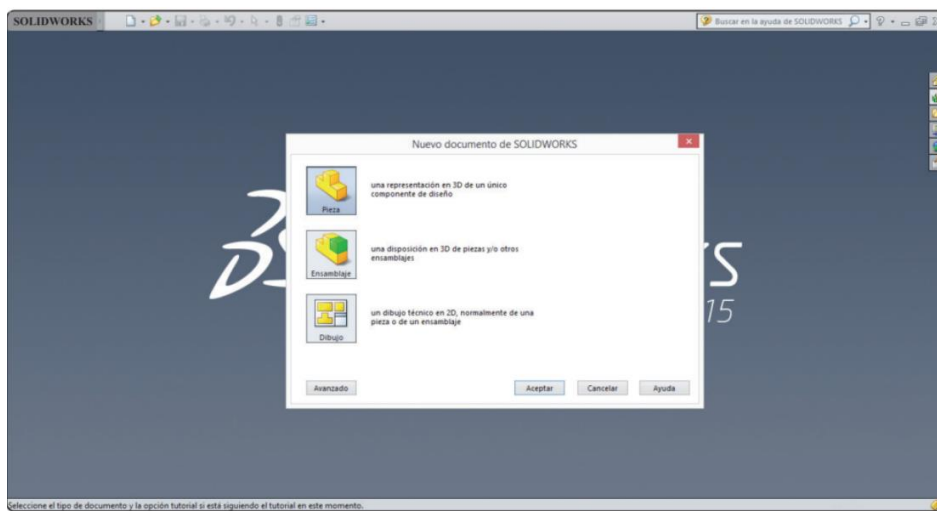 SOLIDWORKS
Buscar en la ayuda de SOLIDWORKS
Nuevo documento de SOLIDWORKS
Pieza
una representación en 3D de un único
componente de diseño
Ensamblaje
una disposición en 3D de piezas y/o otros
ensamblajes
Dibujo
un dibujo técnico en 2D, normalmente de una
pieza o de un ensamblaje
S
15
Avanzado
Aceptar
Cancelar
Ayuda
Seleccione el tipo de documento y la opción tutorial si está siguiendo el tutorial en este momento.